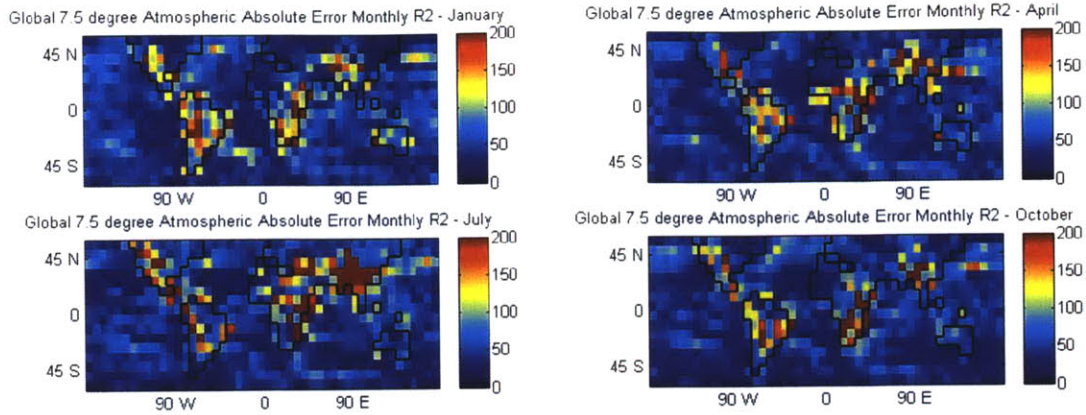 Global 7.5 degree Atmospheric Absolute Error Monthly R2 - January
45 N
0
45 S
90 W
0
90 E
200
150
100
50
0
Global 7.5 degree Atmospheric Absolute Error Monthly R2 - April
45 N
0
45 S
90 W
0
90 E
200
150
100
50
0
Global 7.5 degree Atmospheric Absolute Error Monthly R2 - July
45 N
0
45 S
90 W
0
90 E
200
150
100
50
0
Global 7.5 degree Atmospheric Absolute Error Monthly R2 - October
45 N
0
45 S
90 W
0
90 E
200
150
100
50
0